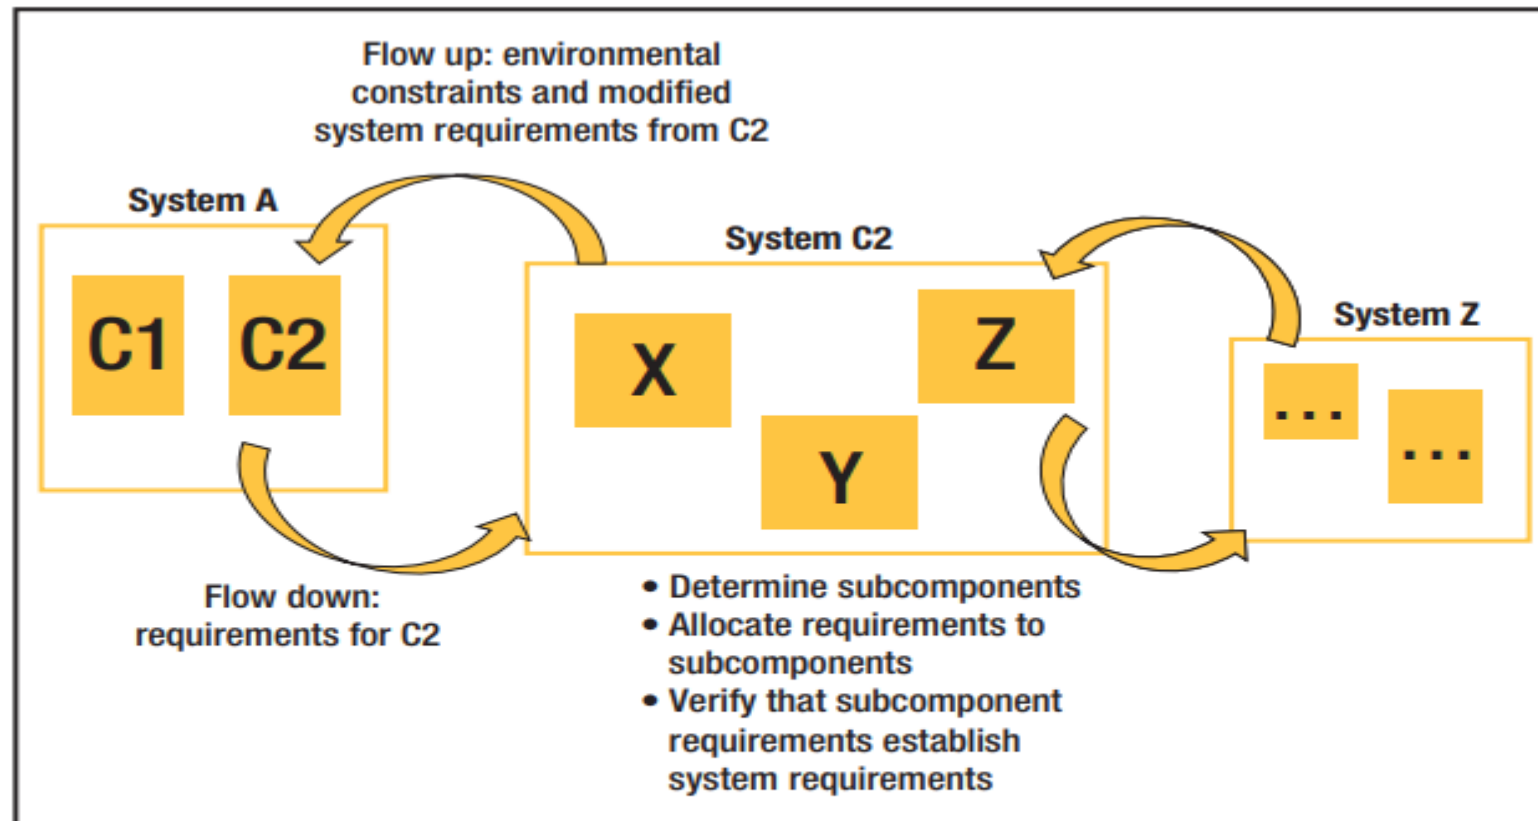 Flow up: environmental
constraints and modified
system requirements from C2
System A
C1
C2
System C2
X
Y
Z
System Z
...
...
Flow down:
requirements for C2
• Determine subcomponents
• Allocate requirements to
subcomponents
• Verify that subcomponent
requirements establish
system requirements